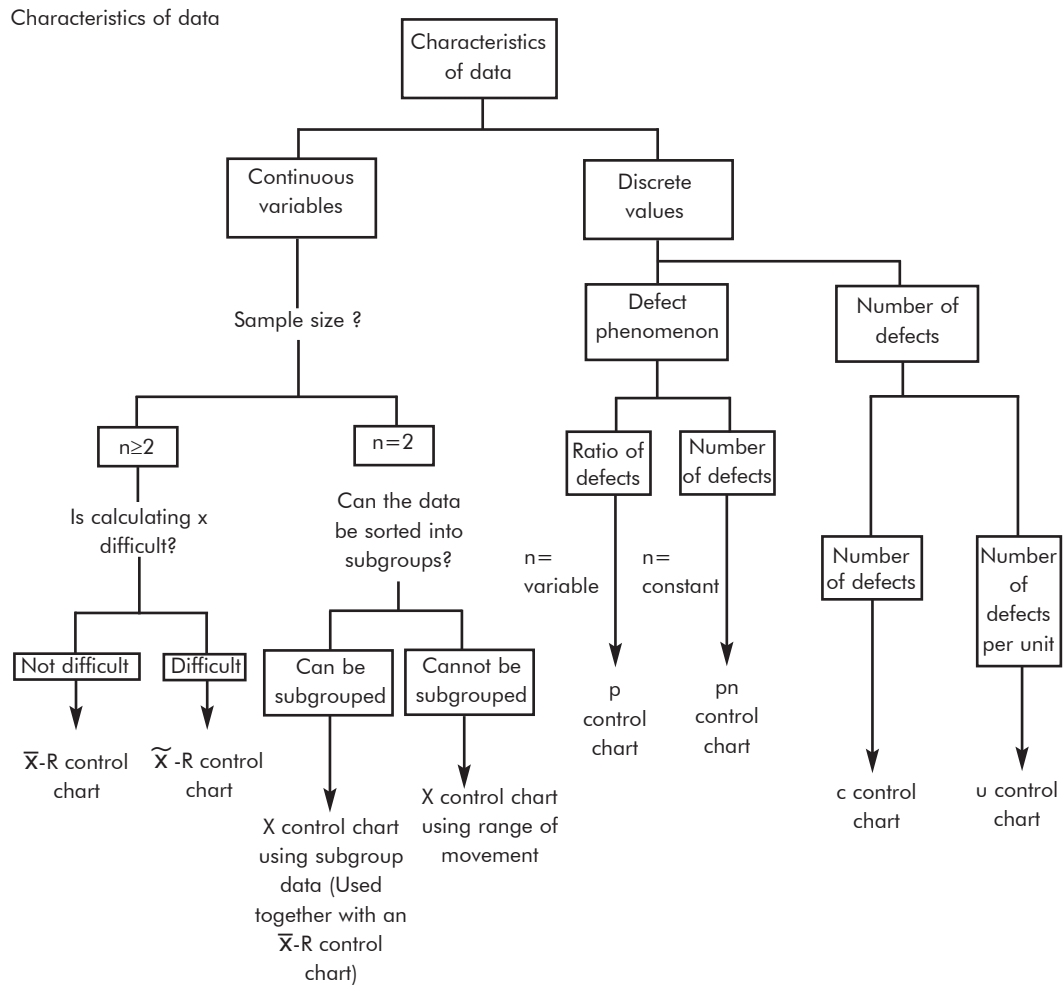 Characteristics of data
Characteristics
of data
Continuous
variables
Discrete
values
Sample size ?
Defect
phenomenon
Number of
defects
n≥2
n=2
Ratio of
defects
Number
of defects
Is calculating x
difficult?
Can the data
be sorted into
subgroups?
n=
variable
n=
constant
Number
of defects
Number
of
defects
per unit
Not difficult
Difficult
Can be
subgrouped
Cannot be
subgrouped
x̅-R control
chart
x̃ -R control
chart
X control chart
using subgroup
data (Used
together with an
x̅-R control
chart)
X control chart
using range of
movement
p
control
chart
pn
control
chart
c control
chart
u control
chart